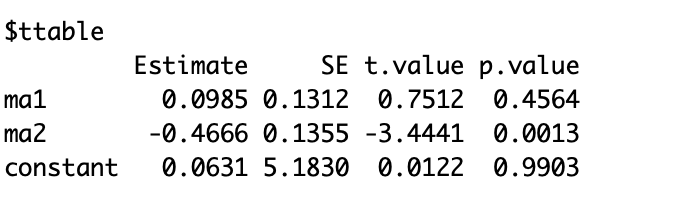 $ttable
         Estimate     SE t.value p.value
ma1        0.0985 0.1312  0.7512  0.4564
ma2       -0.4666 0.1355 -3.4441  0.0013
constant   0.0631 5.1830  0.0122  0.9903